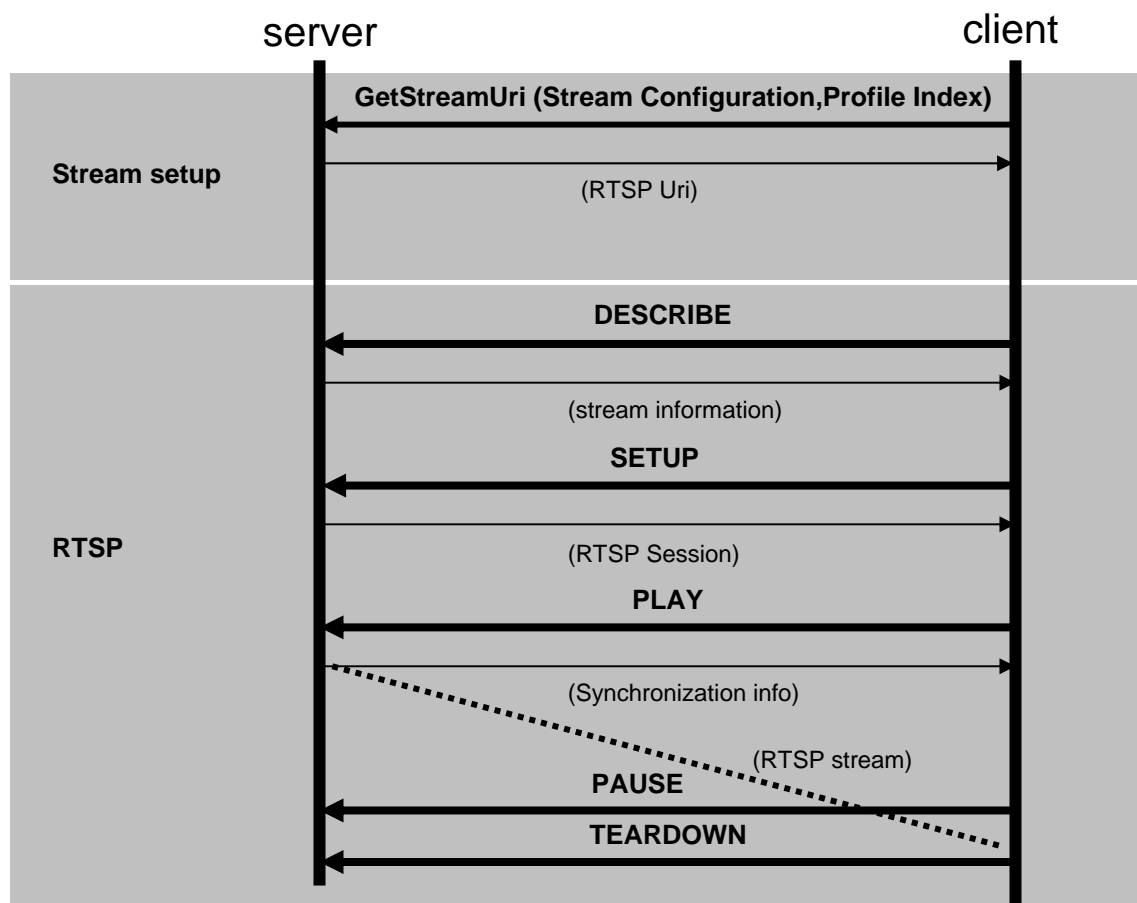 server
client
GetStreamUri (Stream Configuration,Profile Index)
Stream setup
(RTSP Uri)
DESCRIBE
(stream information)
SETUP
RTSP
(RTSP Session)
PLAY
(Synchronization info)
(RTSP stream)
PAUSE
TEARDOWN